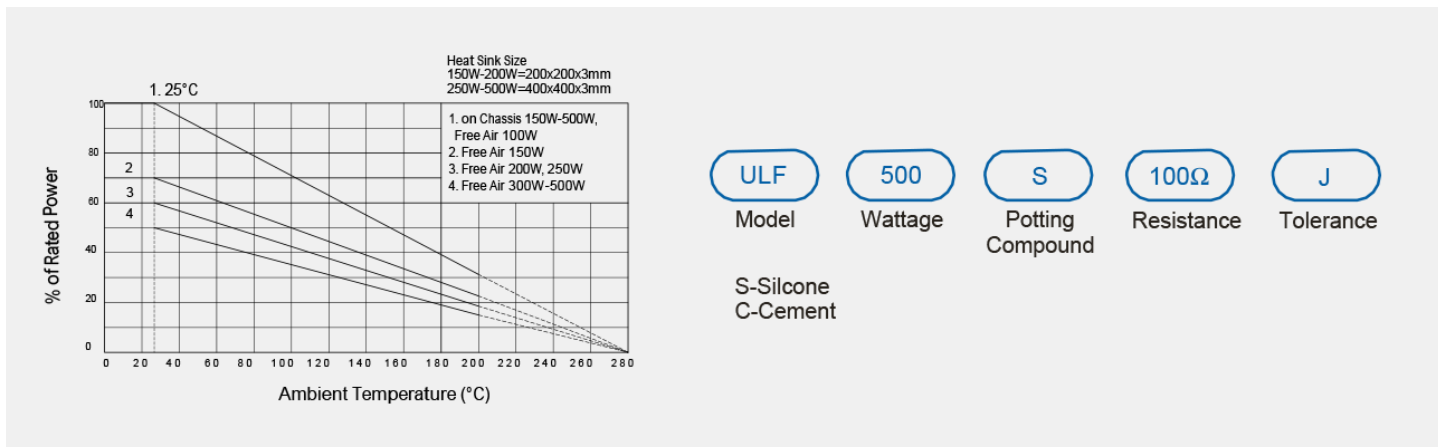 Heat Sink Size
150W-200W=200x200x3mm
250W-500W=400x400x3mm
1. 25°C
1. on Chassis 150W-500W,
Free Air 100W
2. Free Air 150W
3. Free Air 200W, 250W
4. Free Air 300W-500W
% of Rated Power
100
80
60
40
20
0
2
3
4
0 20 40 60 80 100 120 140 160 180 200 220 240 260 280
Ambient Temperature (°C)
ULF 500 S 100Ω J
Model Wattage Potting Resistance Tolerance
Compound
S-Silcone
C-Cement